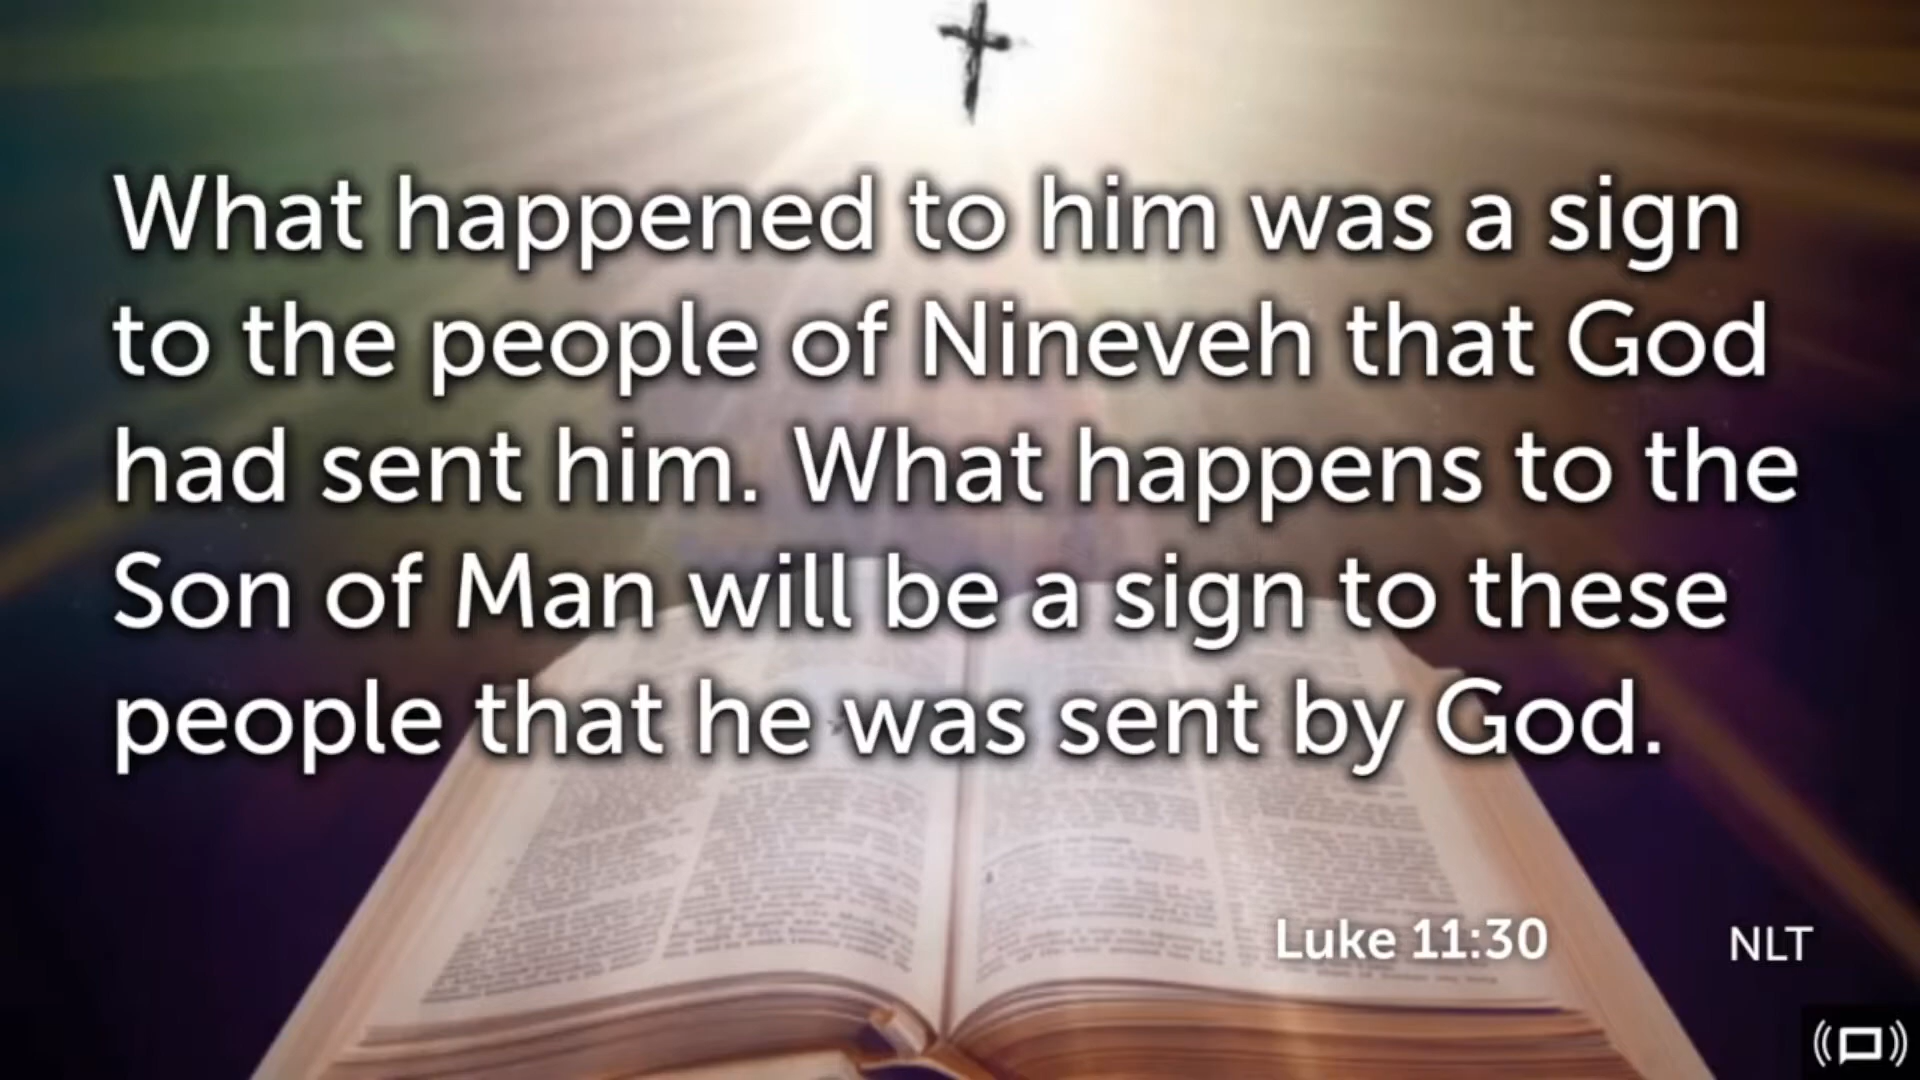 What happened to him was a sign
to the people of Nineveh that God
had sent him. What happens to the
Son of Man will be a sign to these
people that he was sent by God.
Luke 11:30
NLT